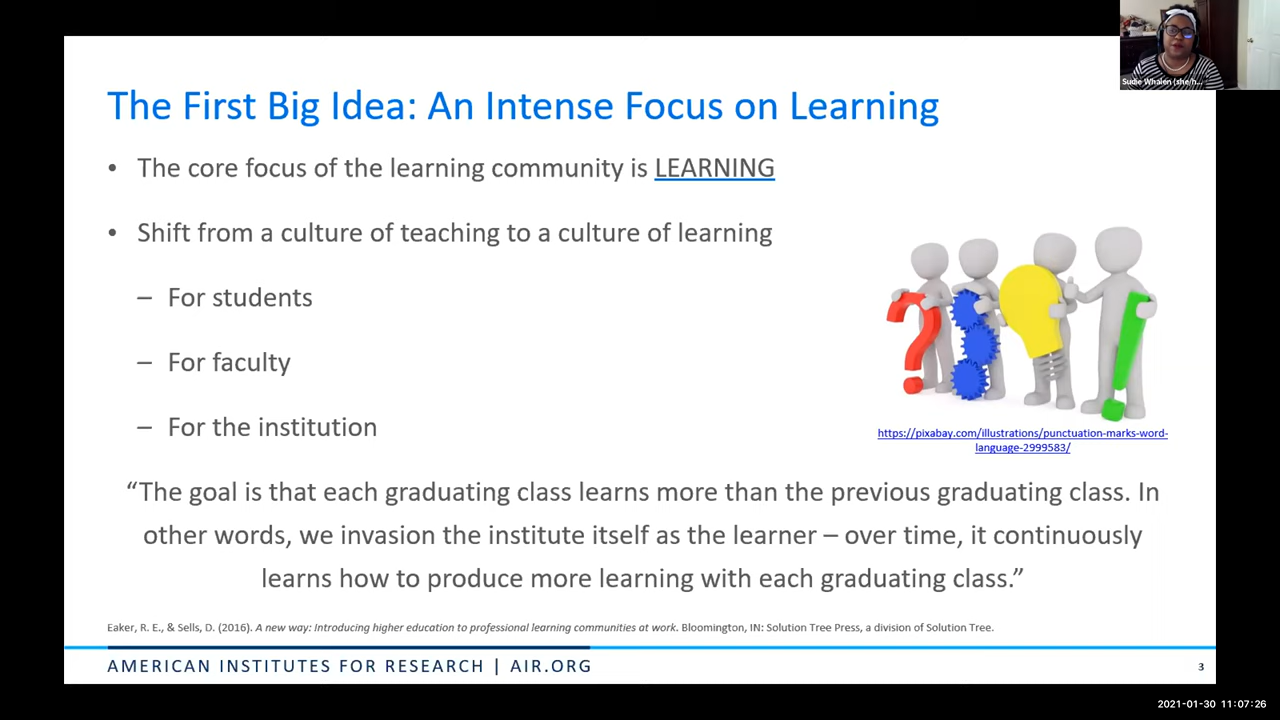 Sudie Whalen (she/h...
The First Big Idea: An Intense Focus on Learning
• The core focus of the learning community is LEARNING
• Shift from a culture of teaching to a culture of learning
– For students
– For faculty
– For the institution
https://pixabay.com/illustrations/punctuation-marks-word-
language-2999583/
“The goal is that each graduating class learns more than the previous graduating class. In
other words, we invasion the institute itself as the learner – over time, it continuously
learns how to produce more learning with each graduating class.”
Eaker, R. E., & Sells, D. (2016). A new way: Introducing higher education to professional learning communities at work. Bloomington, IN: Solution Tree Press, a division of Solution Tree.
AMERICAN INSTITUTES FOR RESEARCH | AIR.ORG
3
2021-01-30 11:07:26